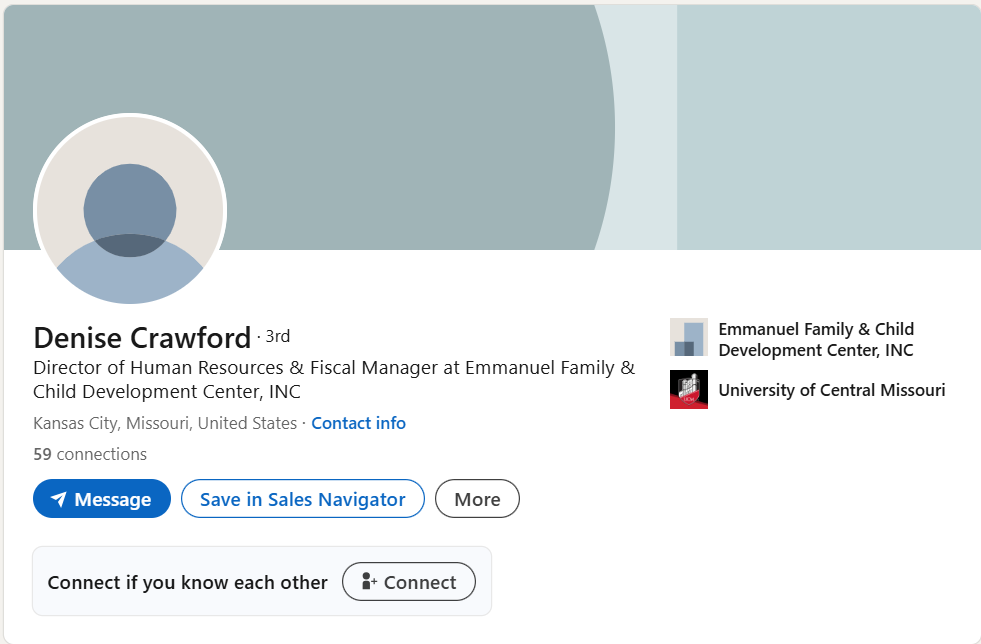 Denise Crawford · 3rd
Director of Human Resources & Fiscal Manager at Emmanuel Family &
Child Development Center, INC
Kansas City, Missouri, United States · Contact info
59 connections
Message
Save in Sales Navigator
More
Connect if you know each other
Connect
Emmanuel Family & Child
Development Center, INC
University of Central Missouri